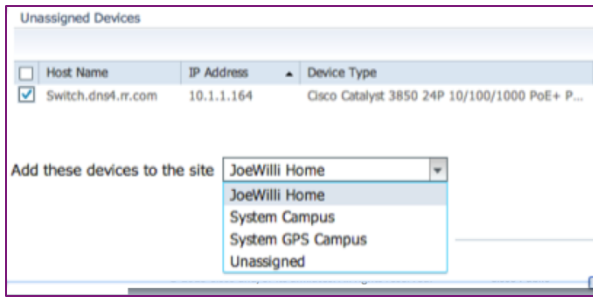 Unassigned Devices
Host Name IP Address Device Type
Switch.dns4.rr.com 10.1.1.164 Cisco Catalyst 3850 24P 10/100/1000 PoE+ P...
Add these devices to the site JoeWilli Home
JoeWilli Home
System Campus
System GPS Campus
Unassigned